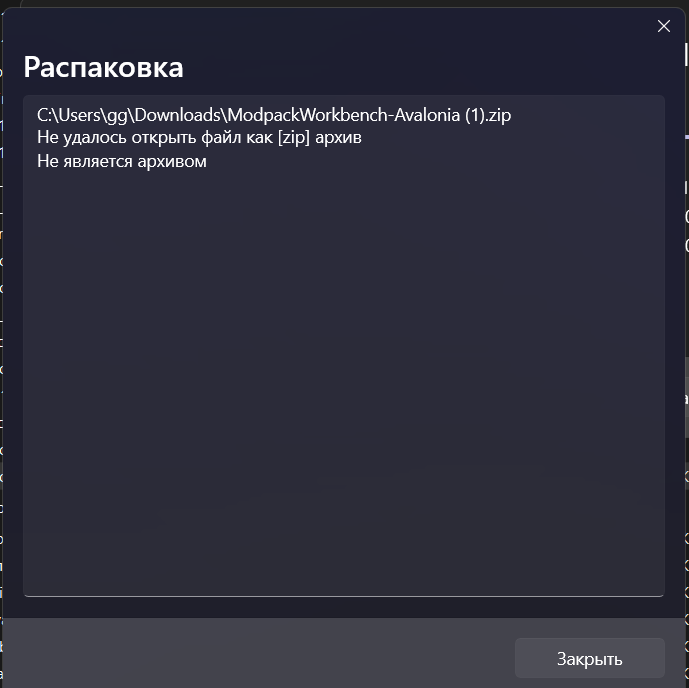 Распаковка
C:\Users\gg\Downloads\ModpackWorkbench-Avalonia (1).zip
Не удалось открыть файл как [zip] архив
Не является архивом
Закрыть